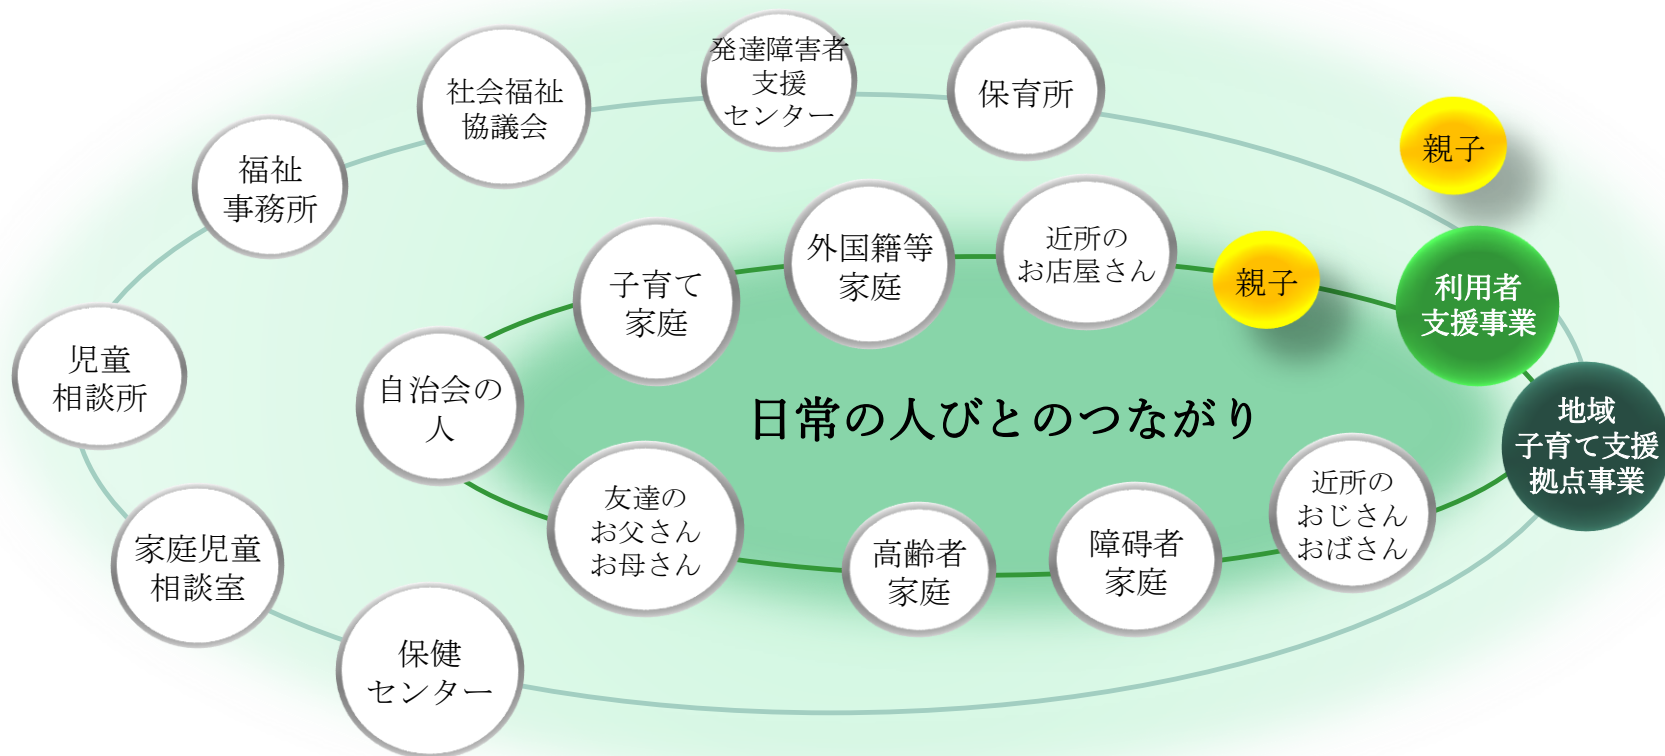 発達障害者
支援
センター
社会福祉
協議会
保育所
親子
福祉
事務所
外国籍等
家庭
近所の
お店屋さん
子育て
家庭
親子
利用者
支援事業
児童
相談所
自治会の
人
日常の人びとのつながり
地域
子育て支援
拠点事業
友達の
お父さん
お母さん
近所の
おじさん
おばさん
家庭児童
相談室
高齢者
家庭
障碍者
家庭
保健
センター